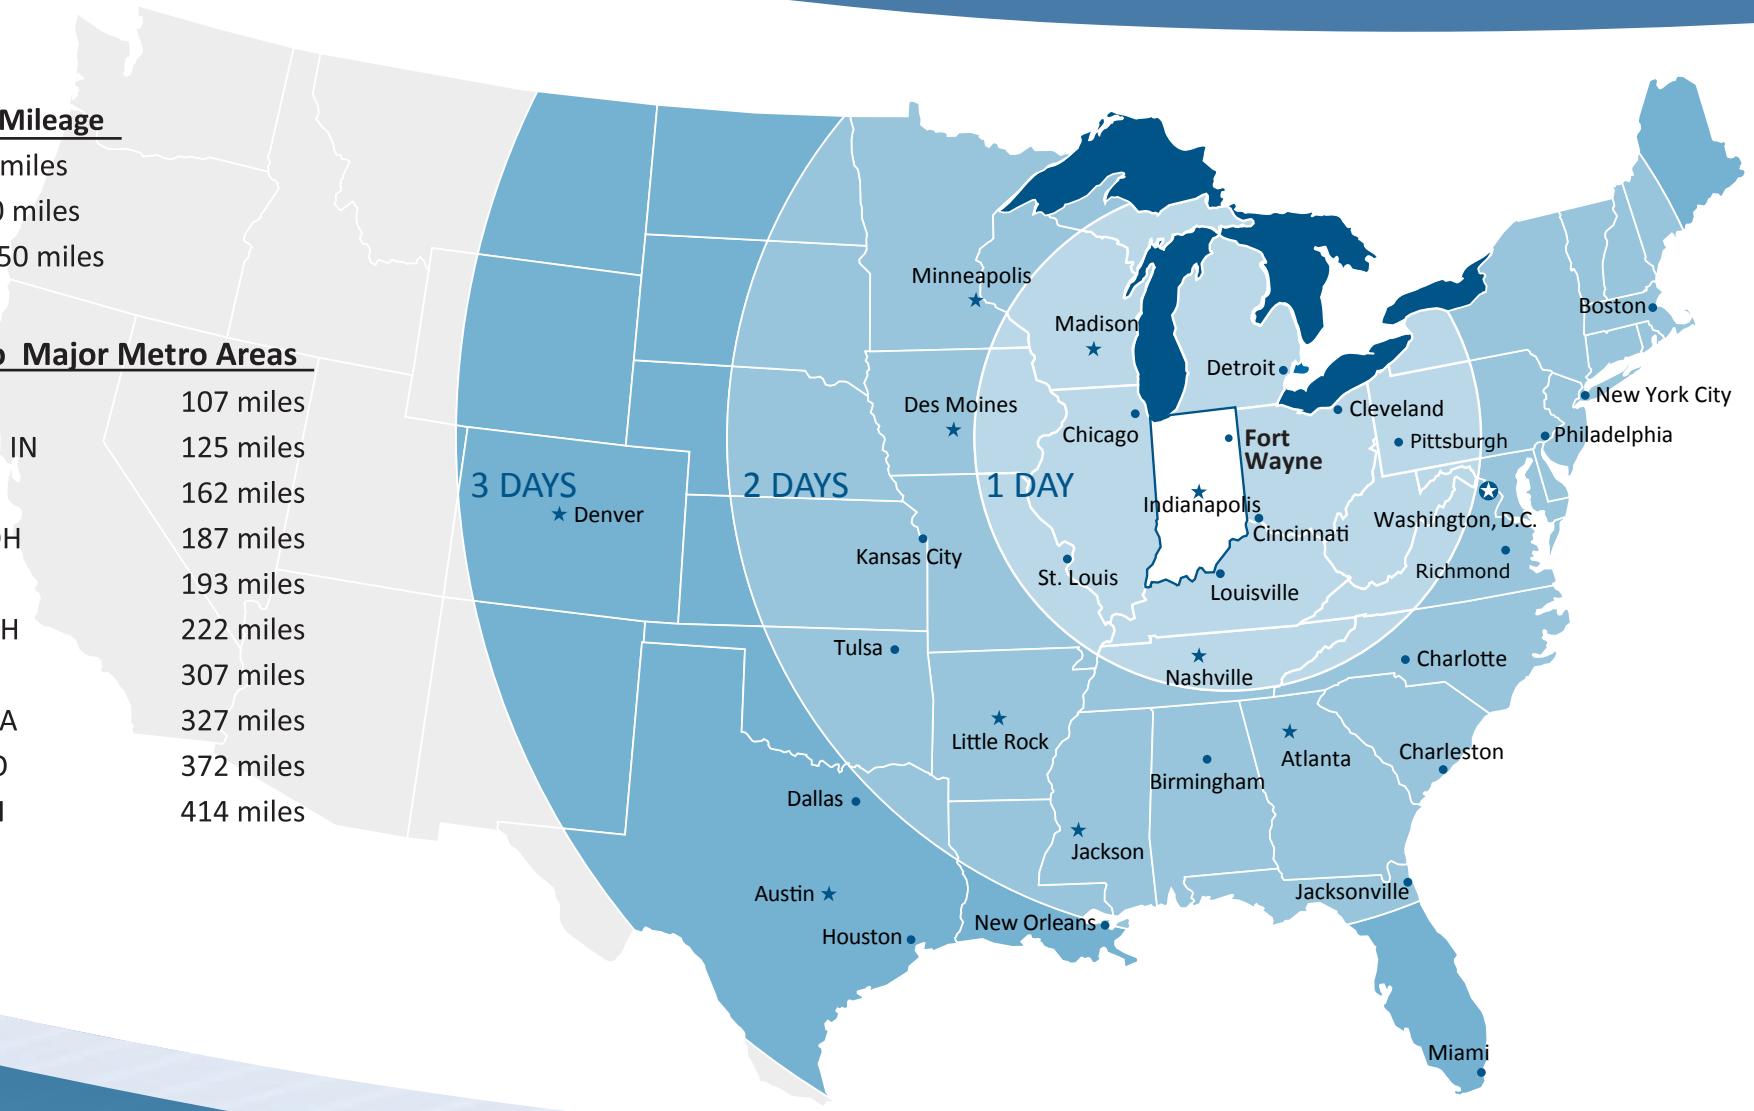 Mileage
miles
0 miles
50 miles
Major Metro Areas
107 miles
IN 125 miles
162 miles
OH 187 miles
193 miles
H 222 miles
307 miles
A 327 miles
372 miles
414 miles
3 DAYS
2 DAYS
1 DAY
Minneapolis
Madison
Boston
Detroit
New York City
Des Moines
Cleveland
Chicago
Fort
Wayne
Pittsburgh
Philadelphia
Denver
Indianapolis
Washington, D.C.
Cincinnati
Kansas City
St. Louis
Richmond
Louisville
Tulsa
Charlotte
Nashville
Little Rock
Atlanta
Charleston
Birmingham
Dallas
Jackson
Austin
Jacksonville
New Orleans
Houston
Miami